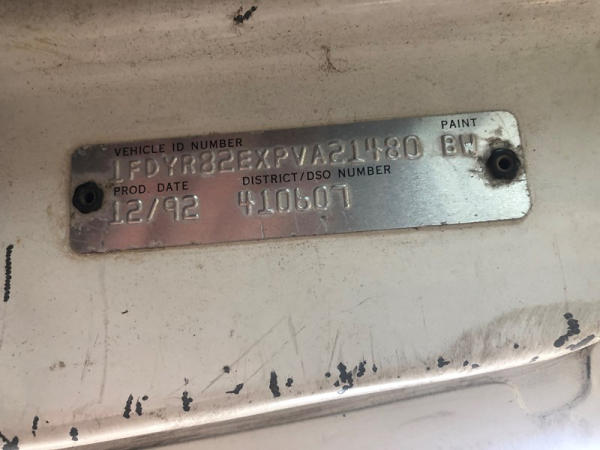 VEHICLE ID NUMBER PAINT
1FDYR82EXPVA21480 BW
PROD. DATE DISTRICT/DSO NUMBER
12/92 410607